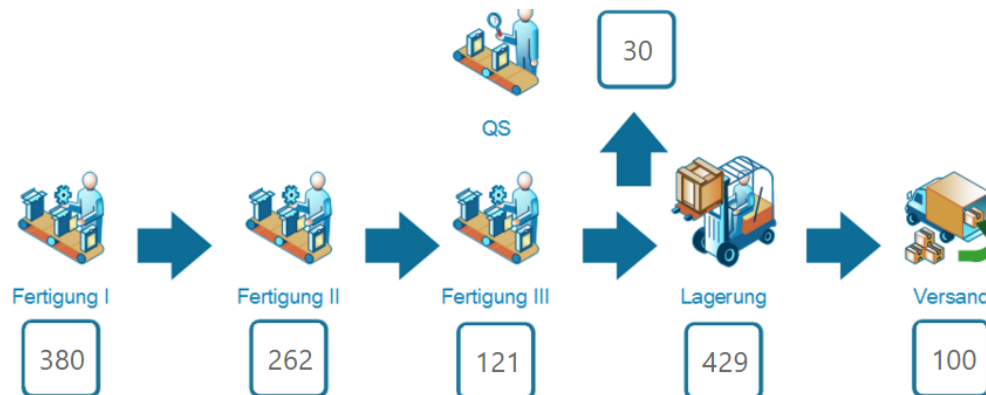 30
QS
Fertigung I
Fertigung II
Fertigung III
Lagerung
Versand
380
262
121
429
100